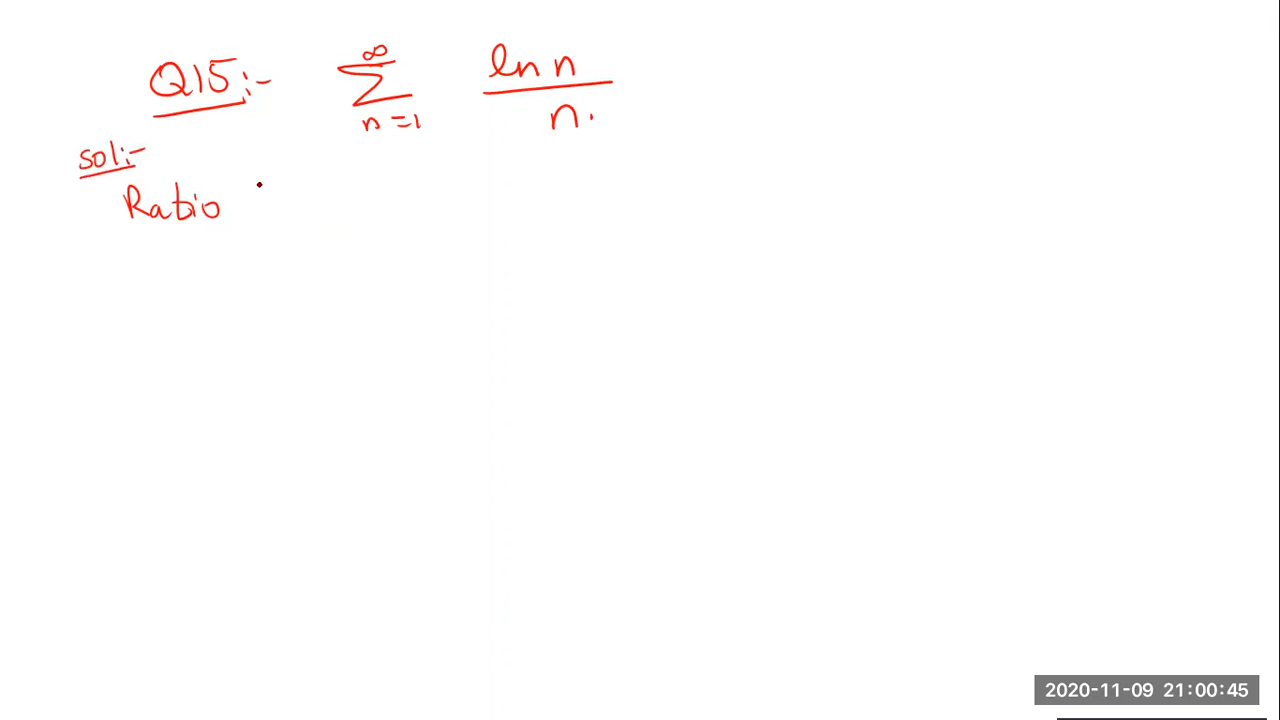 Q15:- ∞∑n=1 ln n / n.
sol:-
Ratio
2020-11-09 21:00:45